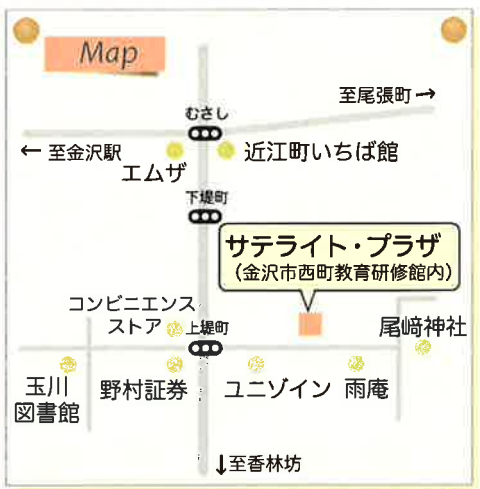 Map
至尾張町→
むさし
← 至金沢駅
エムザ
近江町いちば館
下堤町
サテライト・プラザ
（金沢市西町教育研修館内）
コンビニエンス
ストア
上堤町
尾﨑神社
玉川
図書館
野村証券
ユニゾイン
雨庵
↓至香林坊